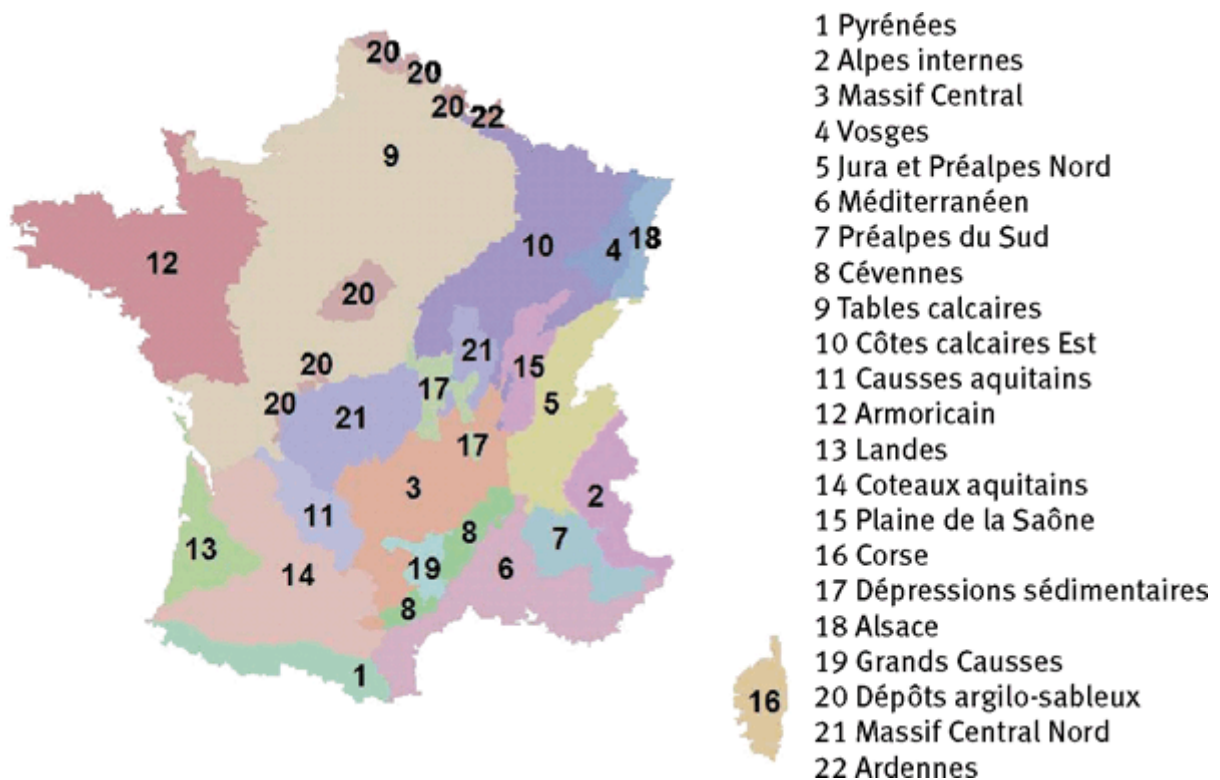 20
20
20
22
9
12
10
4
18
20
20
20
21
21
17
15
5
17
3
2
11
8
7
13
14
19
6
8
1
16
1 Pyrénées
2 Alpes internes
3 Massif Central
4 Vosges
5 Jura et Préalpes Nord
6 Méditerranéen
7 Préalpes du Sud
8 Cévennes
9 Tables calcaires
10 Côtes calcaires Est
11 Causses aquitains
12 Armoricain
13 Landes
14 Coteaux aquitains
15 Plaine de la Saône
16 Corse
17 Dépressions sédimentaires
18 Alsace
19 Grands Causses
20 Dépôts argilo-sableux
21 Massif Central Nord
22 Ardennes